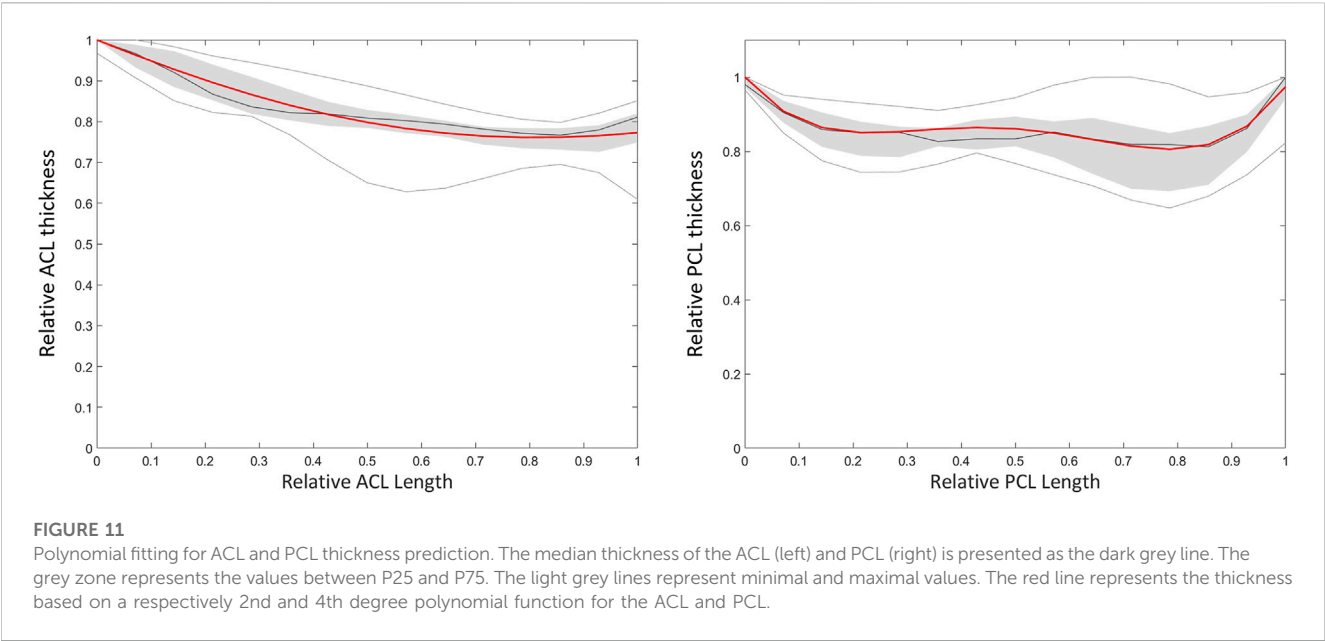 1
0.9
0.8
0.7
0.6
0.5
0.4
0.3
0.2
0.1
0
Relative ACL thickness
0 0.1 0.2 0.3 0.4 0.5 0.6 0.7 0.8 0.9 1
Relative ACL Length
1
0.8
0.6
0.4
0.2
0
Relative PCL thickness
0 0.1 0.2 0.3 0.4 0.5 0.6 0.7 0.8 0.9 1
Relative PCL Length
FIGURE 11
Polynomial fitting for ACL and PCL thickness prediction. The median thickness of the ACL (left) and PCL (right) is presented as the dark grey line. The
grey zone represents the values between P25 and P75. The light grey lines represent minimal and maximal values. The red line represents the thickness
based on a respectively 2nd and 4th degree polynomial function for the ACL and PCL.